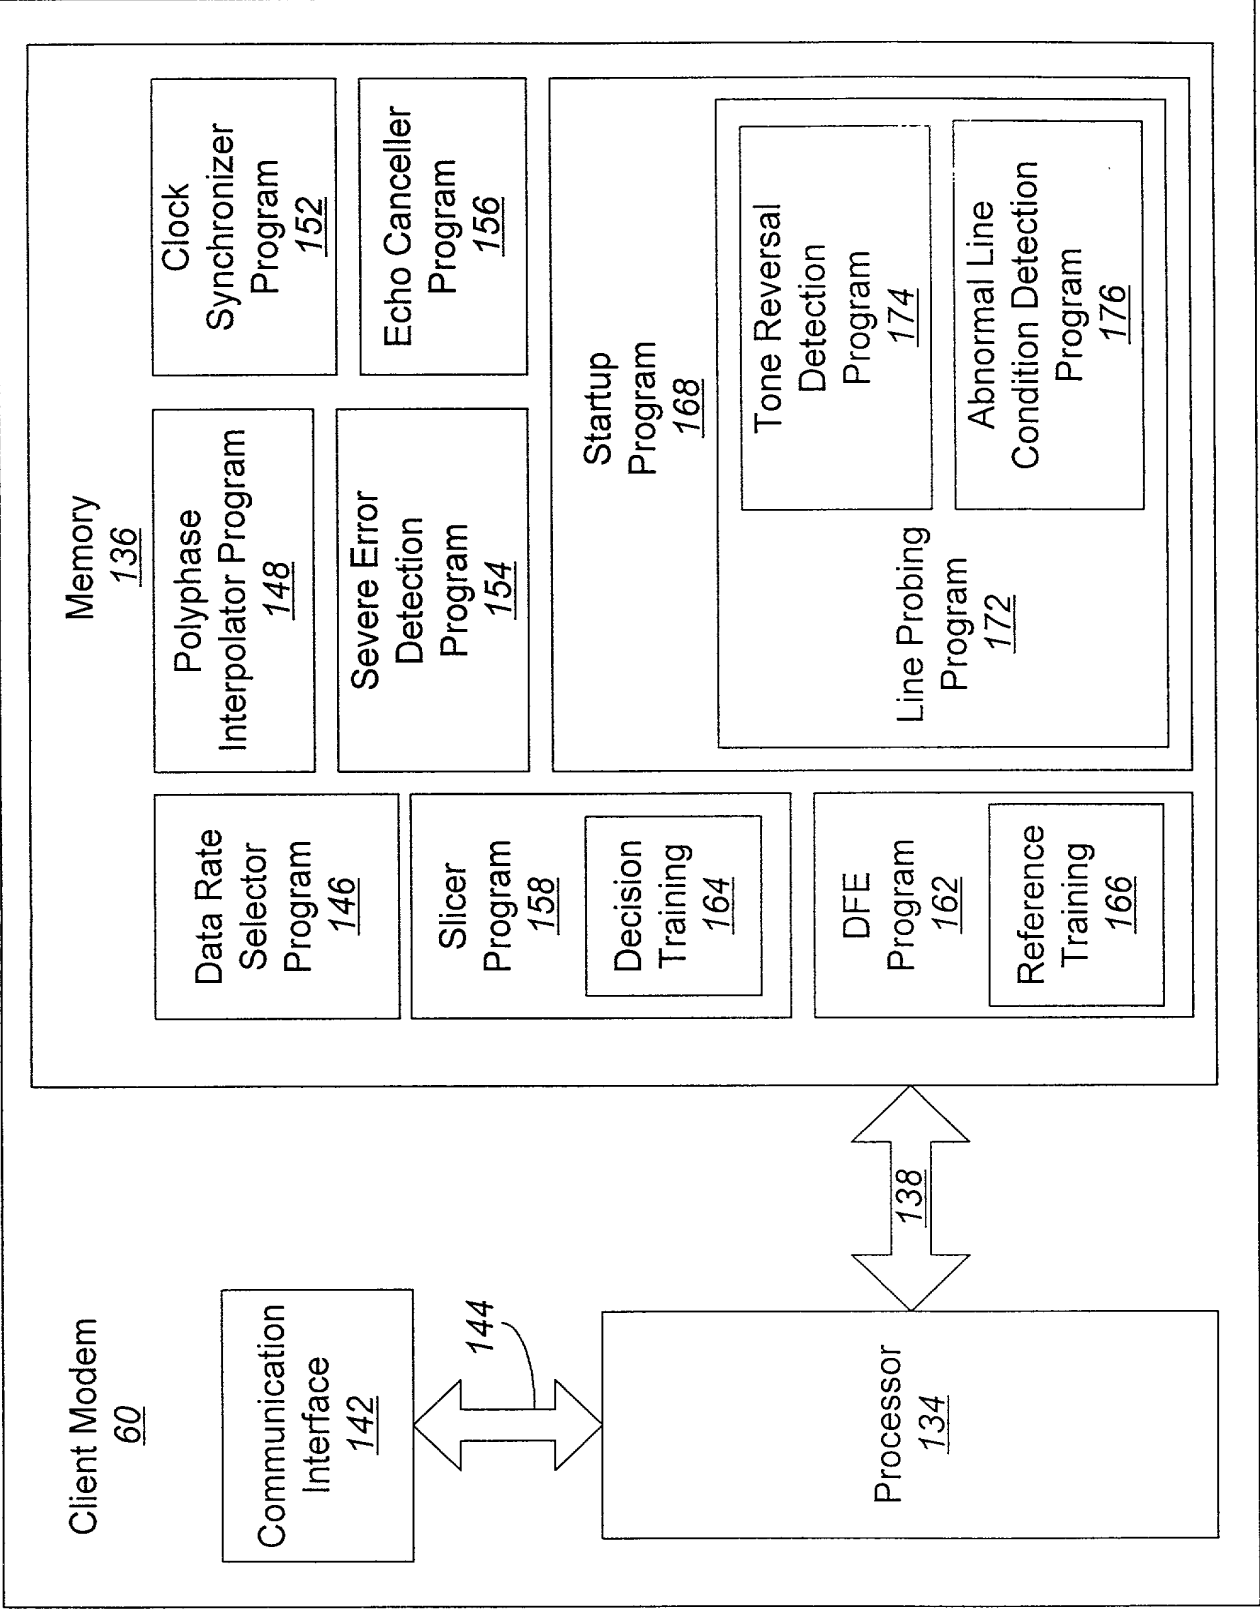 Client Modem
60
Communication
Interface
142
144
Processor
134
138
Memory
136
Data Rate
Selector
Program
146
Polyphase
Interpolator Program
148
Clock
Synchronizer
Program
152
Slicer
Program
158
Decision
Training
164
Severe Error
Detection
Program
154
Echo Canceller
Program
156
DFE
Program
162
Reference
Training
166
Startup
Program
168
Line Probing
Program
172
Tone Reversal
Detection
Program
174
Abnormal Line
Condition Detection
Program
176